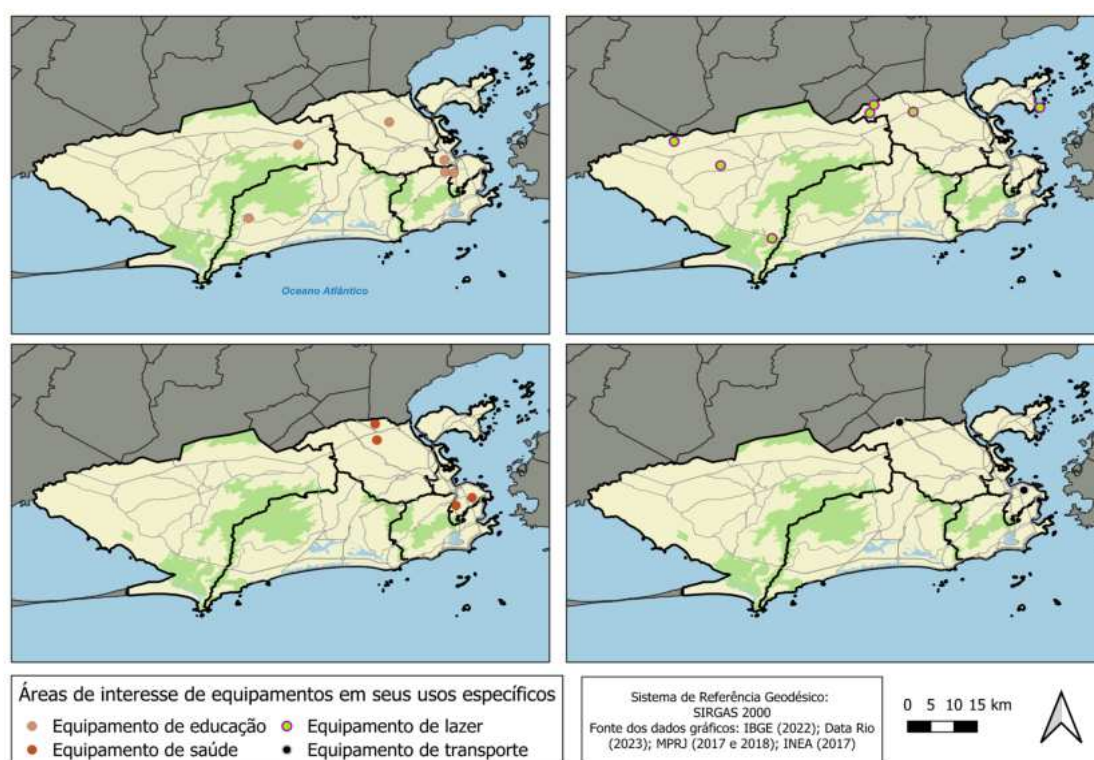 Oceano Atlântico
Áreas de interesse de equipamentos em seus usos específicos
Equipamento de educação
Equipamento de lazer
Equipamento de saúde
Equipamento de transporte
Sistema de Referência Geodésico:
SIRGAS 2000
Fonte dos dados gráficos: IBGE (2022); Data Rio
(2023); MPRJ (2017 e 2018); INEA (2017)
0 5 10 15 km